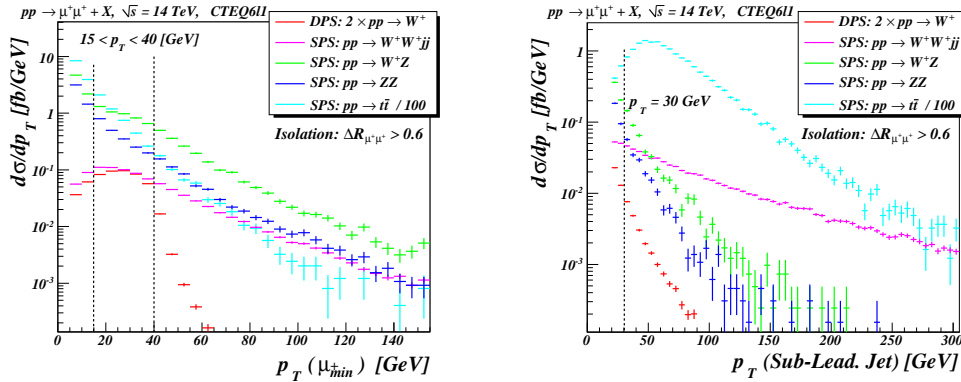 pp → μ⁺μ⁺ + X, √s = 14 TeV, CTEQ6l1
15 < p_T < 40 [GeV]
DPS: 2 × pp → W⁺
SPS: pp → W⁺W⁺jj
SPS: pp → W⁺Z
SPS: pp → ZZ
SPS: pp → tt̄ / 100
Isolation: ΔR_μ⁺μ⁺ > 0.6
dσ/dp_T [fb/GeV]
10
1
10⁻¹
10⁻²
10⁻³
0 20 40 60 80 100 120 140
p_T (μ±_min) [GeV]
pp → μ⁺μ⁺ + X, √s = 14 TeV, CTEQ6l1
DPS: 2 × pp → W⁺
SPS: pp → W⁺W⁺jj
SPS: pp → W⁺Z
SPS: pp → ZZ
SPS: pp → tt̄ / 100
p_T = 30 GeV
Isolation: ΔR_μ⁺μ⁺ > 0.6
dσ/dp_T [fb/GeV]
1
10⁻¹
10⁻²
10⁻³
0 50 100 150 200 250 300
p_T (Sub-Lead. Jet) [GeV]